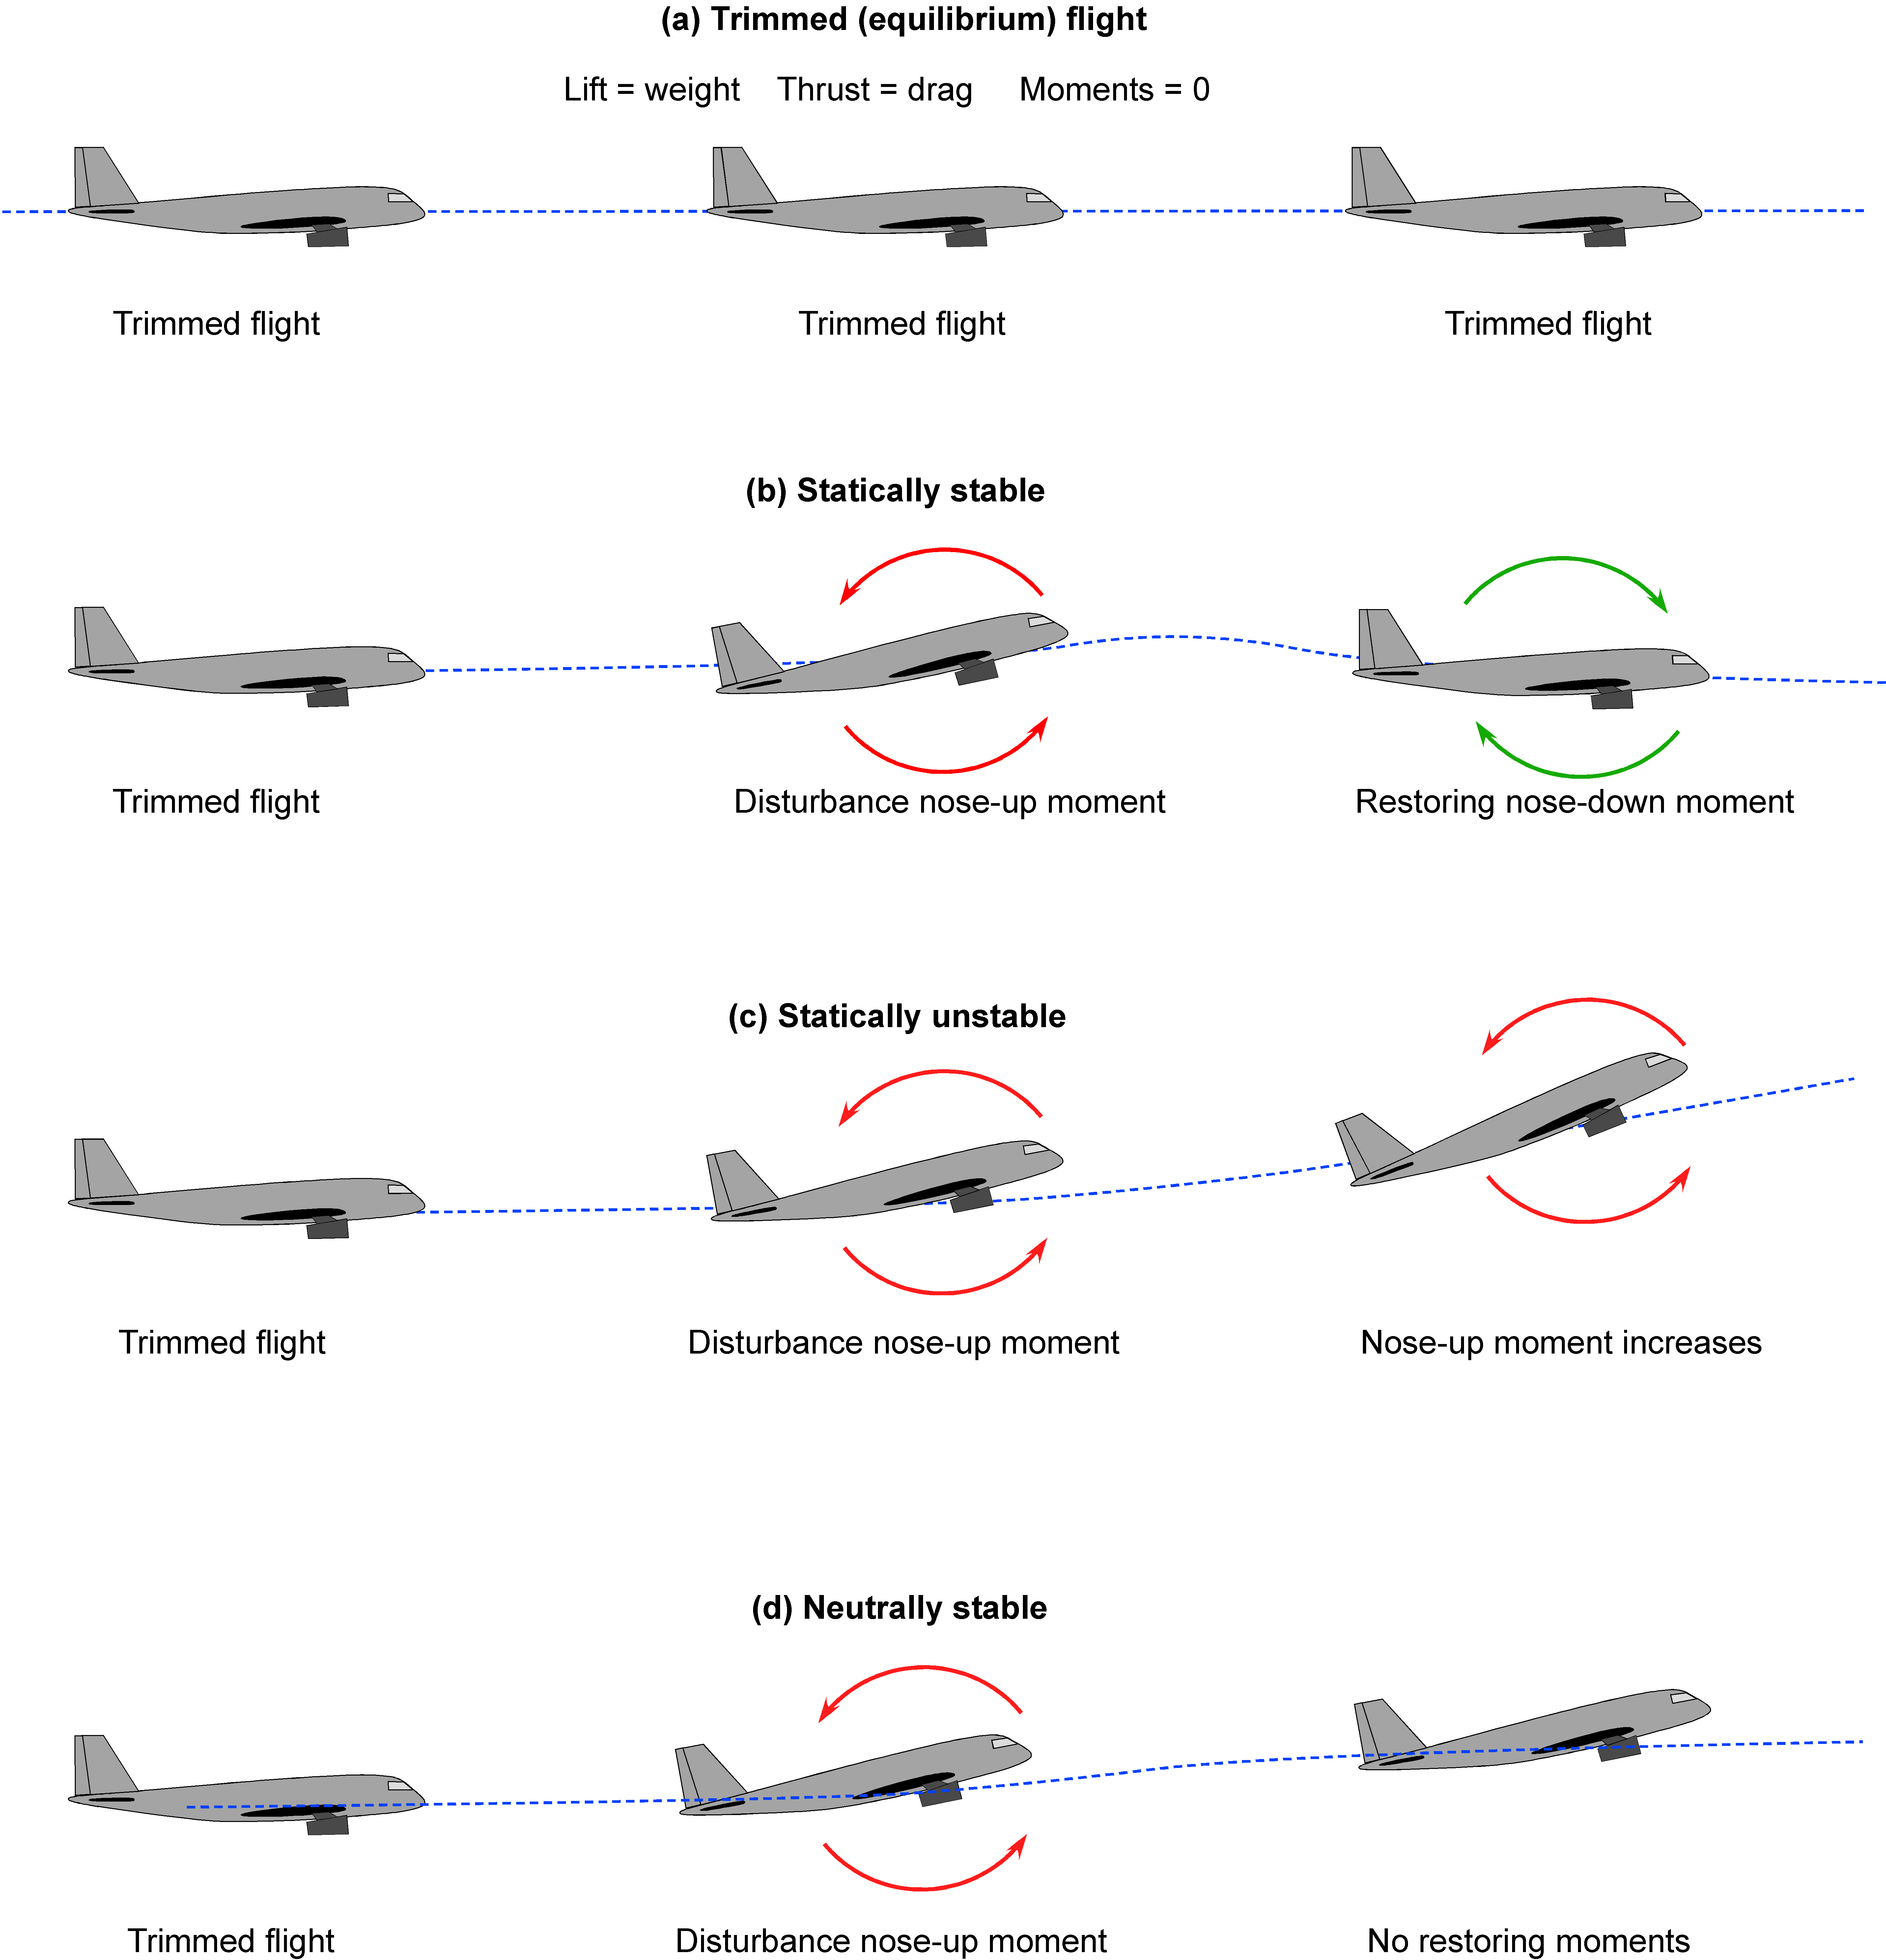 (a) Trimmed (equilibrium) flight
Lift = weight Thrust = drag Moments = 0
Trimmed flight Trimmed flight Trimmed flight
(b) Statically stable
Trimmed flight Disturbance nose-up moment Restoring nose-down moment
(c) Statically unstable
Trimmed flight Disturbance nose-up moment Nose-up moment increases
(d) Neutrally stable
Trimmed flight Disturbance nose-up moment No restoring moments